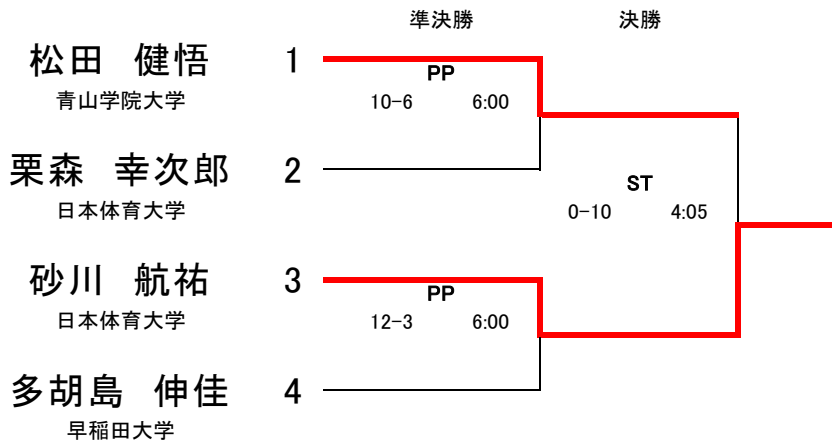 準決勝 決勝
松田 健悟 1
青山学院大学
PP
10-6 6:00
栗森 幸次郎 2
日本体育大学
ST
0-10 4:05
砂川 航祐 3
日本体育大学
PP
12-3 6:00
多胡島 伸佳 4
早稲田大学